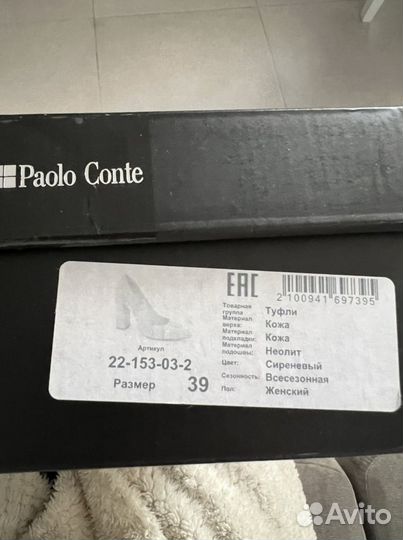 Paolo Conte
EAC
2 100941 697395
Товарная группа Туфли
Материал верха: Кожа
Материал подкладки: Кожа
Материал подошвы: Неолит
Цвет: Сиреневый
Сезонность: Всесезонная
Пол: Женский
Артикул
22-153-03-2
Размер 39
Avito